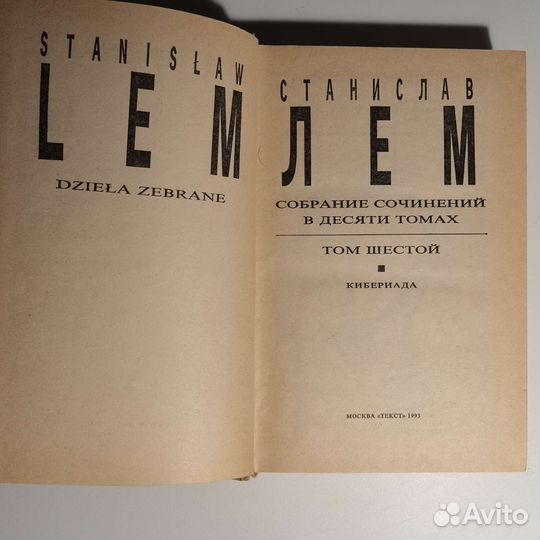 STANISŁAW
LEM
DZIEŁA ZEBRANE
СТАНИСЛАВ
ЛЕМ
СОБРАНИЕ СОЧИНЕНИЙ
В ДЕСЯТИ ТОМАХ
ТОМ ШЕСТОЙ
КИБЕРИАДА
МОСКВА «ТЕКСТ» 1993
Avito